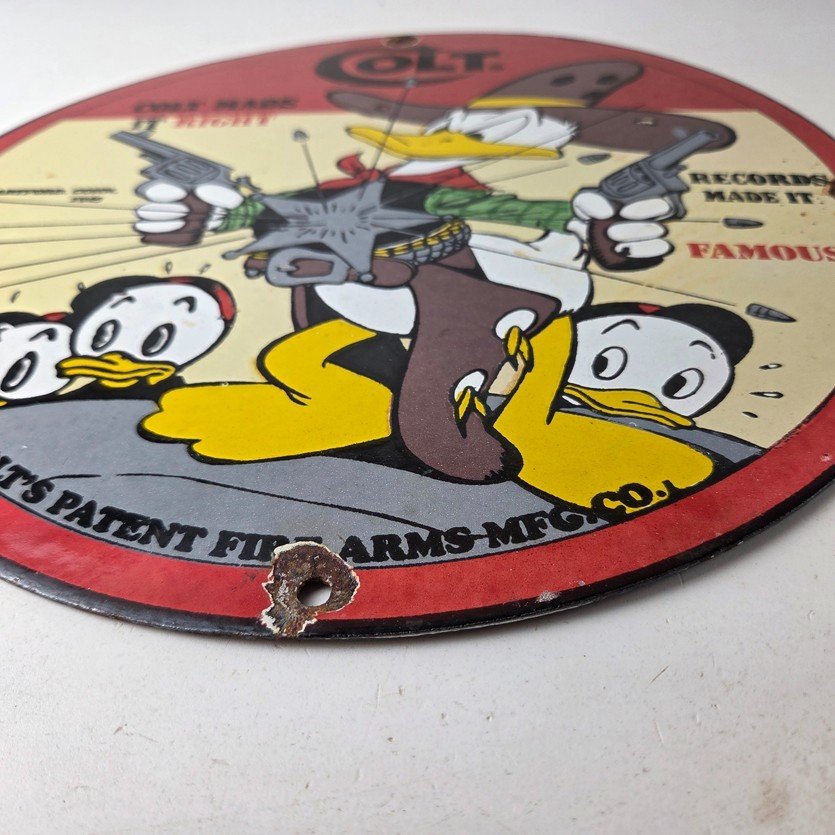 COLT
COLT MADE
IT RIGHT
RECORDS
MADE IT
FAMOUS
LT'S PATENT FIRE ARMS MFG. CO.